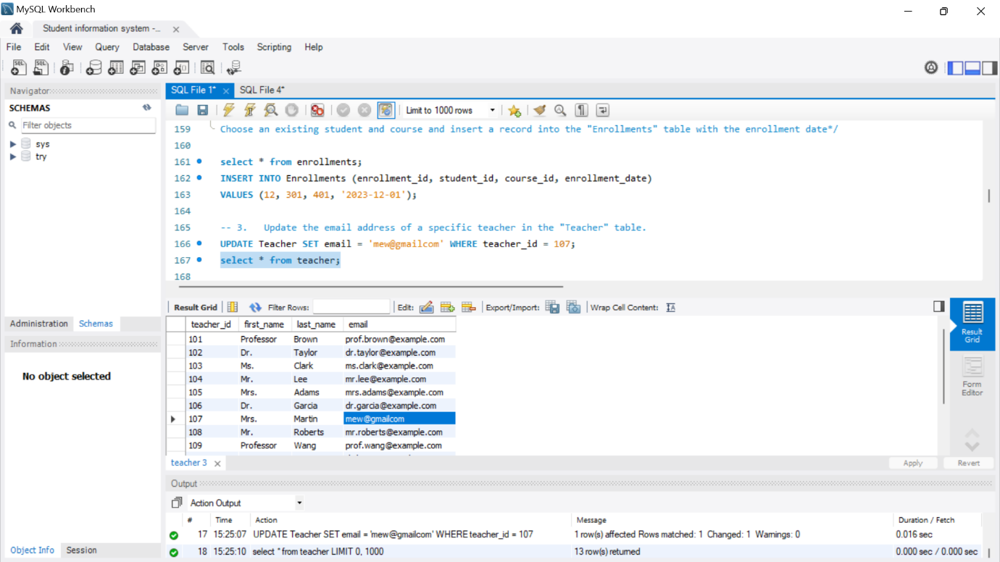 MySQL Workbench
Student information system -...
File Edit View Query Database Server Tools Scripting Help
Navigator
SCHEMAS
Filter objects
sys
try
Administration Schemas
Information
No object selected
Object Info Session
SQL File 1* SQL File 4*
Limit to 1000 rows
159 Choose an existing student and course and insert a record into the "Enrollments" table with the enrollment date*/
160
161 select * from enrollments;
162 INSERT INTO Enrollments (enrollment_id, student_id, course_id, enrollment_date)
163 VALUES (12, 301, 401, '2023-12-01');
164
165 -- 3. Update the email address of a specific teacher in the "Teacher" table.
166 UPDATE Teacher SET email = 'mew@gmailcom' WHERE teacher_id = 107;
167 select * from teacher;
168
Result Grid Filter Rows: Edit: Export/Import: Wrap Cell Content:
teacher_id first_name last_name email
101 Professor Brown prof.brown@example.com
102 Dr. Taylor dr.taylor@example.com
103 Ms. Clark ms.clark@example.com
104 Mr. Lee mr.lee@example.com
105 Mrs. Adams mrs.adams@example.com
106 Dr. Garcia dr.garcia@example.com
107 Mrs. Martin mew@gmailcom
108 Mr. Roberts mr.roberts@example.com
109 Professor Wang prof.wang@example.com
Result
Grid
Form
Editor
teacher 3
Apply Revert
Output
Action Output
# Time Action Message Duration / Fetch
17 15:25:07 UPDATE Teacher SET email = 'mew@gmailcom' WHERE teacher_id = 107 1 row(s) affected Rows matched: 1 Changed: 1 Warnings: 0 0.016 sec
18 15:25:10 select * from teacher LIMIT 0, 1000 13 row(s) returned 0.000 sec / 0.000 sec